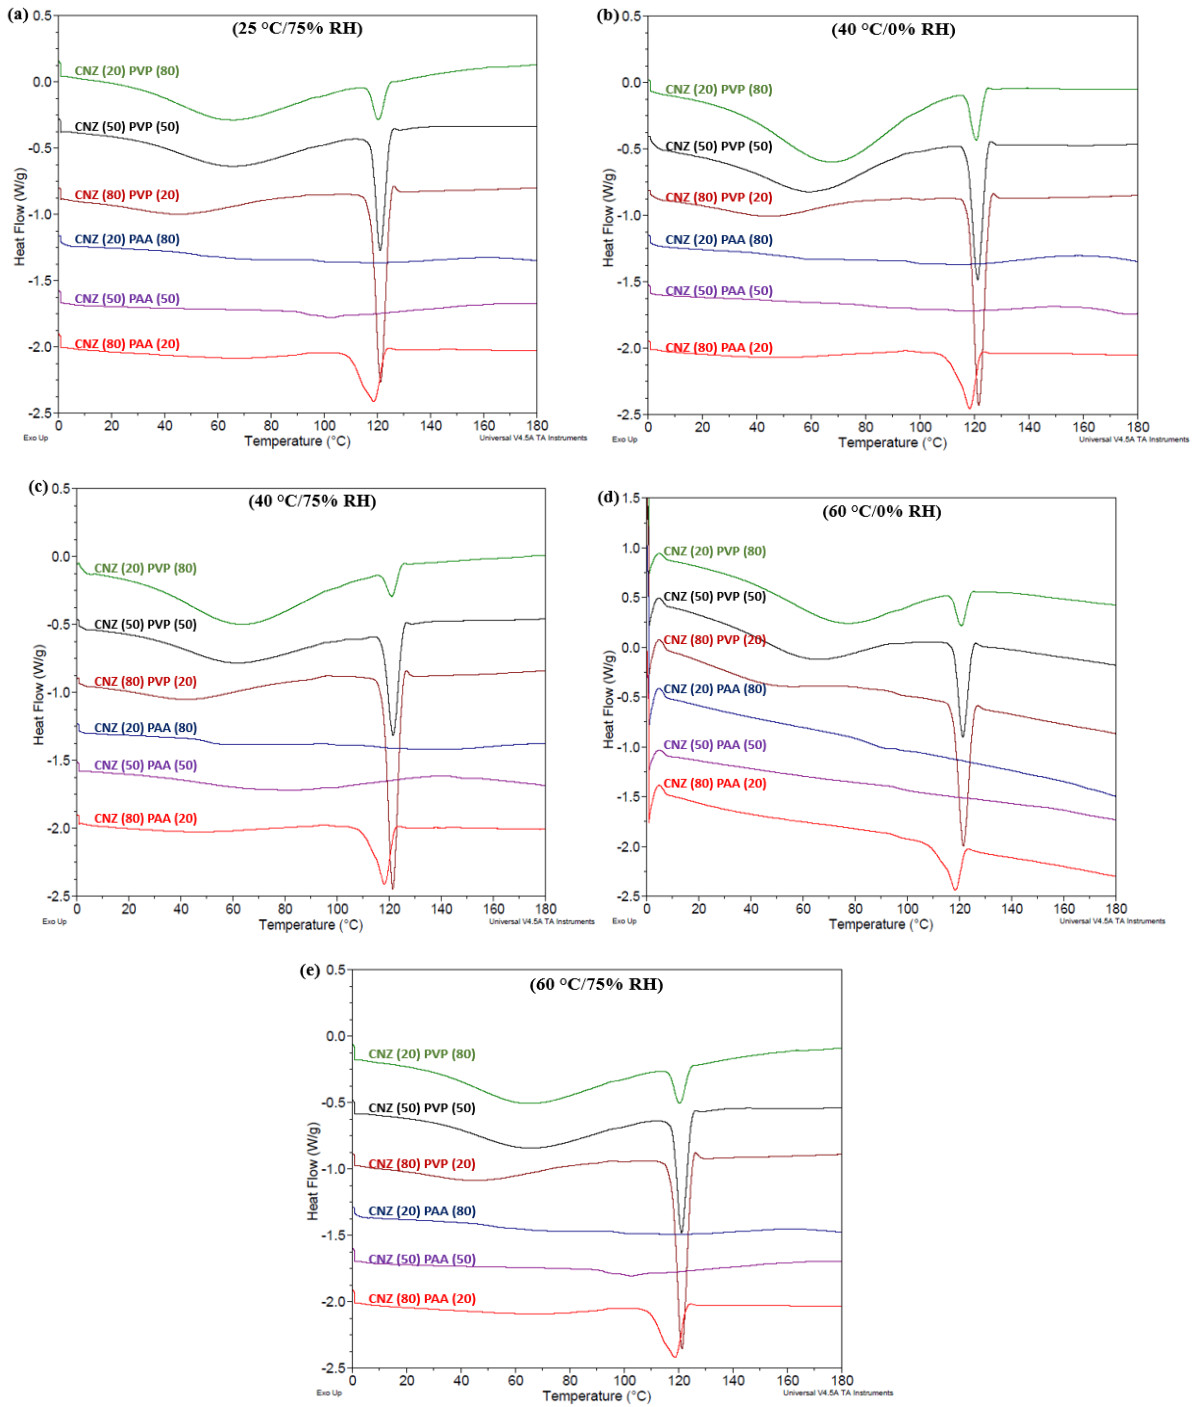 (a)
(25 °C/75% RH)
0.5
0.0
-0.5
-1.0
-1.5
-2.0
-2.5
Heat Flow (W/g)
CNZ (20) PVP (80)
CNZ (50) PVP (50)
CNZ (80) PVP (20)
CNZ (20) PAA (80)
CNZ (50) PAA (50)
CNZ (80) PAA (20)
0 20 40 60 80 100 120 140 160 180
Exo Up
Temperature (°C)
Universal V4.5A TA Instruments
(b)
(40 °C/0% RH)
0.5
0.0
-0.5
-1.0
-1.5
-2.0
-2.5
Heat Flow (W/g)
CNZ (20) PVP (80)
CNZ (50) PVP (50)
CNZ (80) PVP (20)
CNZ (20) PAA (80)
CNZ (50) PAA (50)
CNZ (80) PAA (20)
0 20 40 60 80 100 120 140 160 180
Exo Up
Temperature (°C)
Universal V4.5A TA Instruments
(c)
(40 °C/75% RH)
0.5
0.0
-0.5
-1.0
-1.5
-2.0
-2.5
Heat Flow (W/g)
CNZ (20) PVP (80)
CNZ (50) PVP (50)
CNZ (80) PVP (20)
CNZ (20) PAA (80)
CNZ (50) PAA (50)
CNZ (80) PAA (20)
0 20 40 60 80 100 120 140 160 180
Exo Up
Temperature (°C)
Universal V4.5A TA Instruments
(d)
(60 °C/0% RH)
1.5
1.0
0.5
0.0
-0.5
-1.0
-1.5
-2.0
-2.5
Heat Flow (W/g)
CNZ (20) PVP (80)
CNZ (50) PVP (50)
CNZ (80) PVP (20)
CNZ (20) PAA (80)
CNZ (50) PAA (50)
CNZ (80) PAA (20)
0 20 40 60 80 100 120 140 160 180
Exo Up
Temperature (°C)
Universal V4.5A TA Instruments
(e)
(60 °C/75% RH)
0.5
0.0
-0.5
-1.0
-1.5
-2.0
-2.5
Heat Flow (W/g)
CNZ (20) PVP (80)
CNZ (50) PVP (50)
CNZ (80) PVP (20)
CNZ (20) PAA (80)
CNZ (50) PAA (50)
CNZ (80) PAA (20)
0 20 40 60 80 100 120 140 160 180
Exo Up
Temperature (°C)
Universal V4.5A TA Instruments